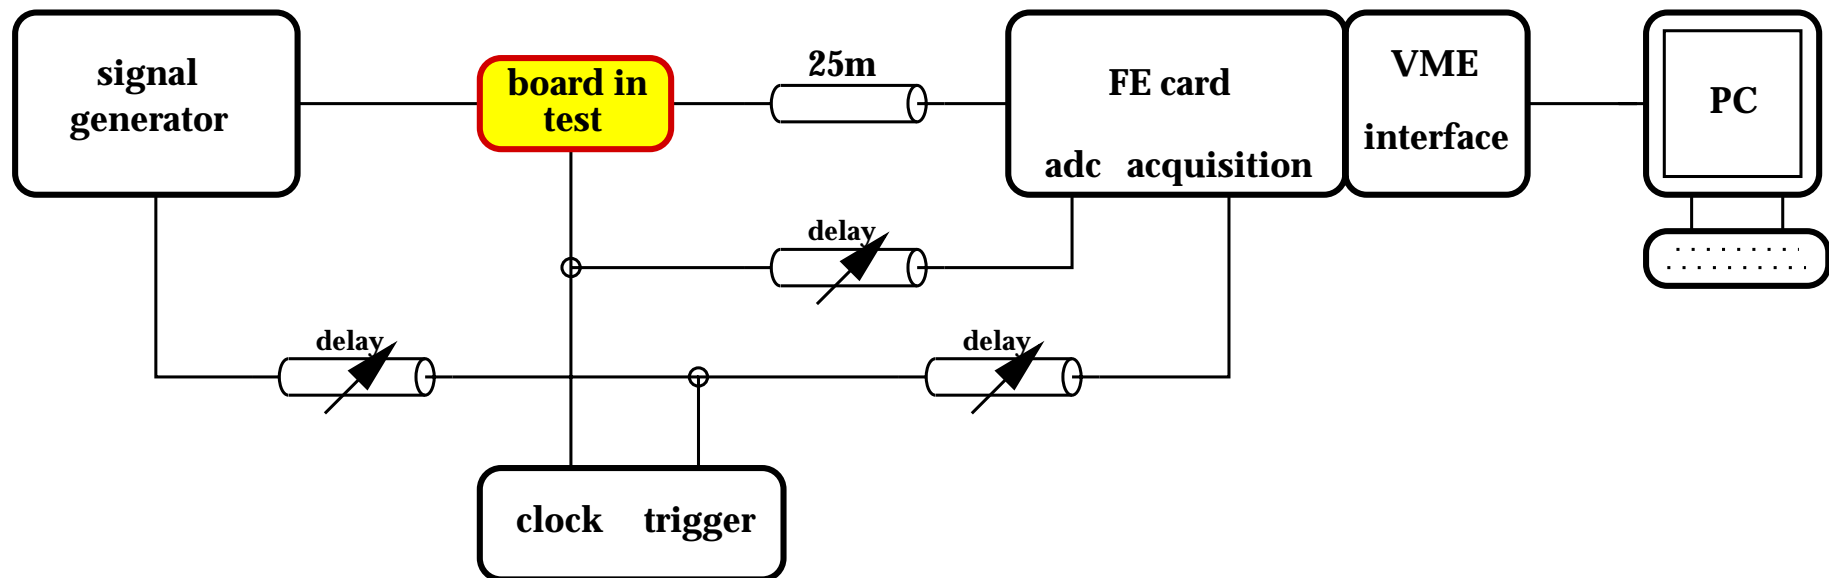 signal
generator
board in
test
25m
FE card
adc acquisition
VME
interface
PC
delay
delay
delay
clock trigger